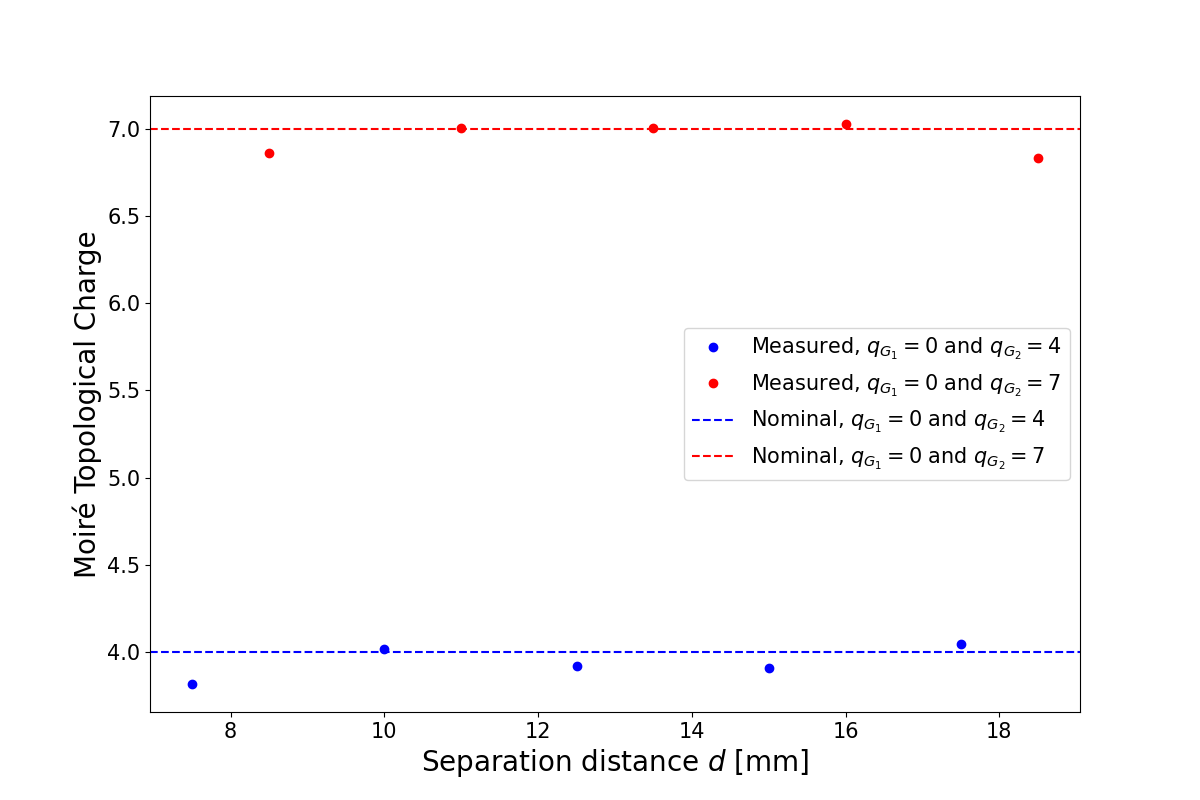 Moiré Topological Charge
7.0
6.5
6.0
5.5
5.0
4.5
4.0
Measured, q_{G_1} = 0 and q_{G_2} = 4
Measured, q_{G_1} = 0 and q_{G_2} = 7
Nominal, q_{G_1} = 0 and q_{G_2} = 4
Nominal, q_{G_1} = 0 and q_{G_2} = 7
8 10 12 14 16 18
Separation distance d [mm]